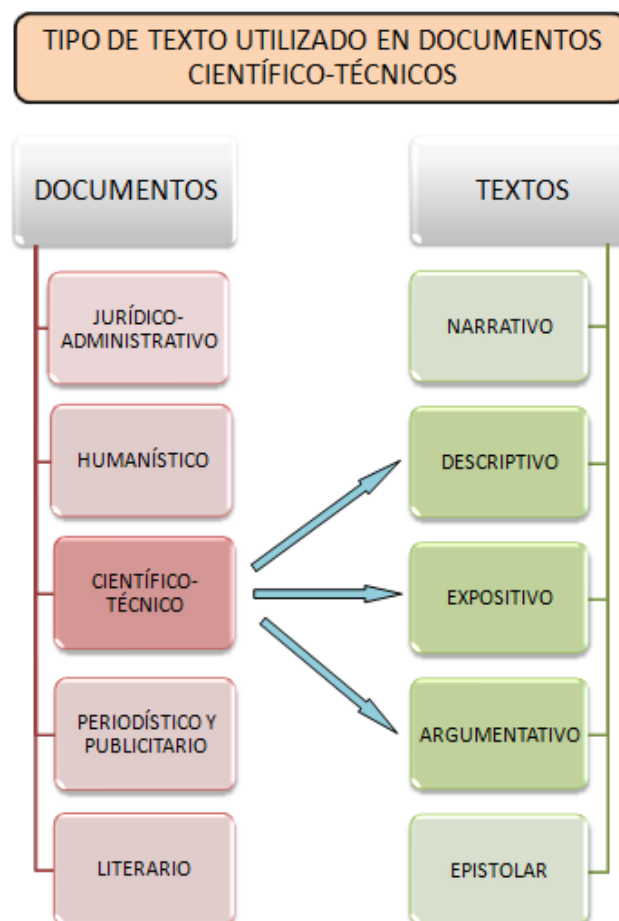 TIPO DE TEXTO UTILIZADO EN DOCUMENTOS
CIENTÍFICO-TÉCNICOS
DOCUMENTOS
JURÍDICO-
ADMINISTRATIVO
HUMANÍSTICO
CIENTÍFICO-
TÉCNICO
PERIODÍSTICO Y
PUBLICITARIO
LITERARIO
TEXTOS
NARRATIVO
DESCRIPTIVO
EXPOSITIVO
ARGUMENTATIVO
EPISTOLAR